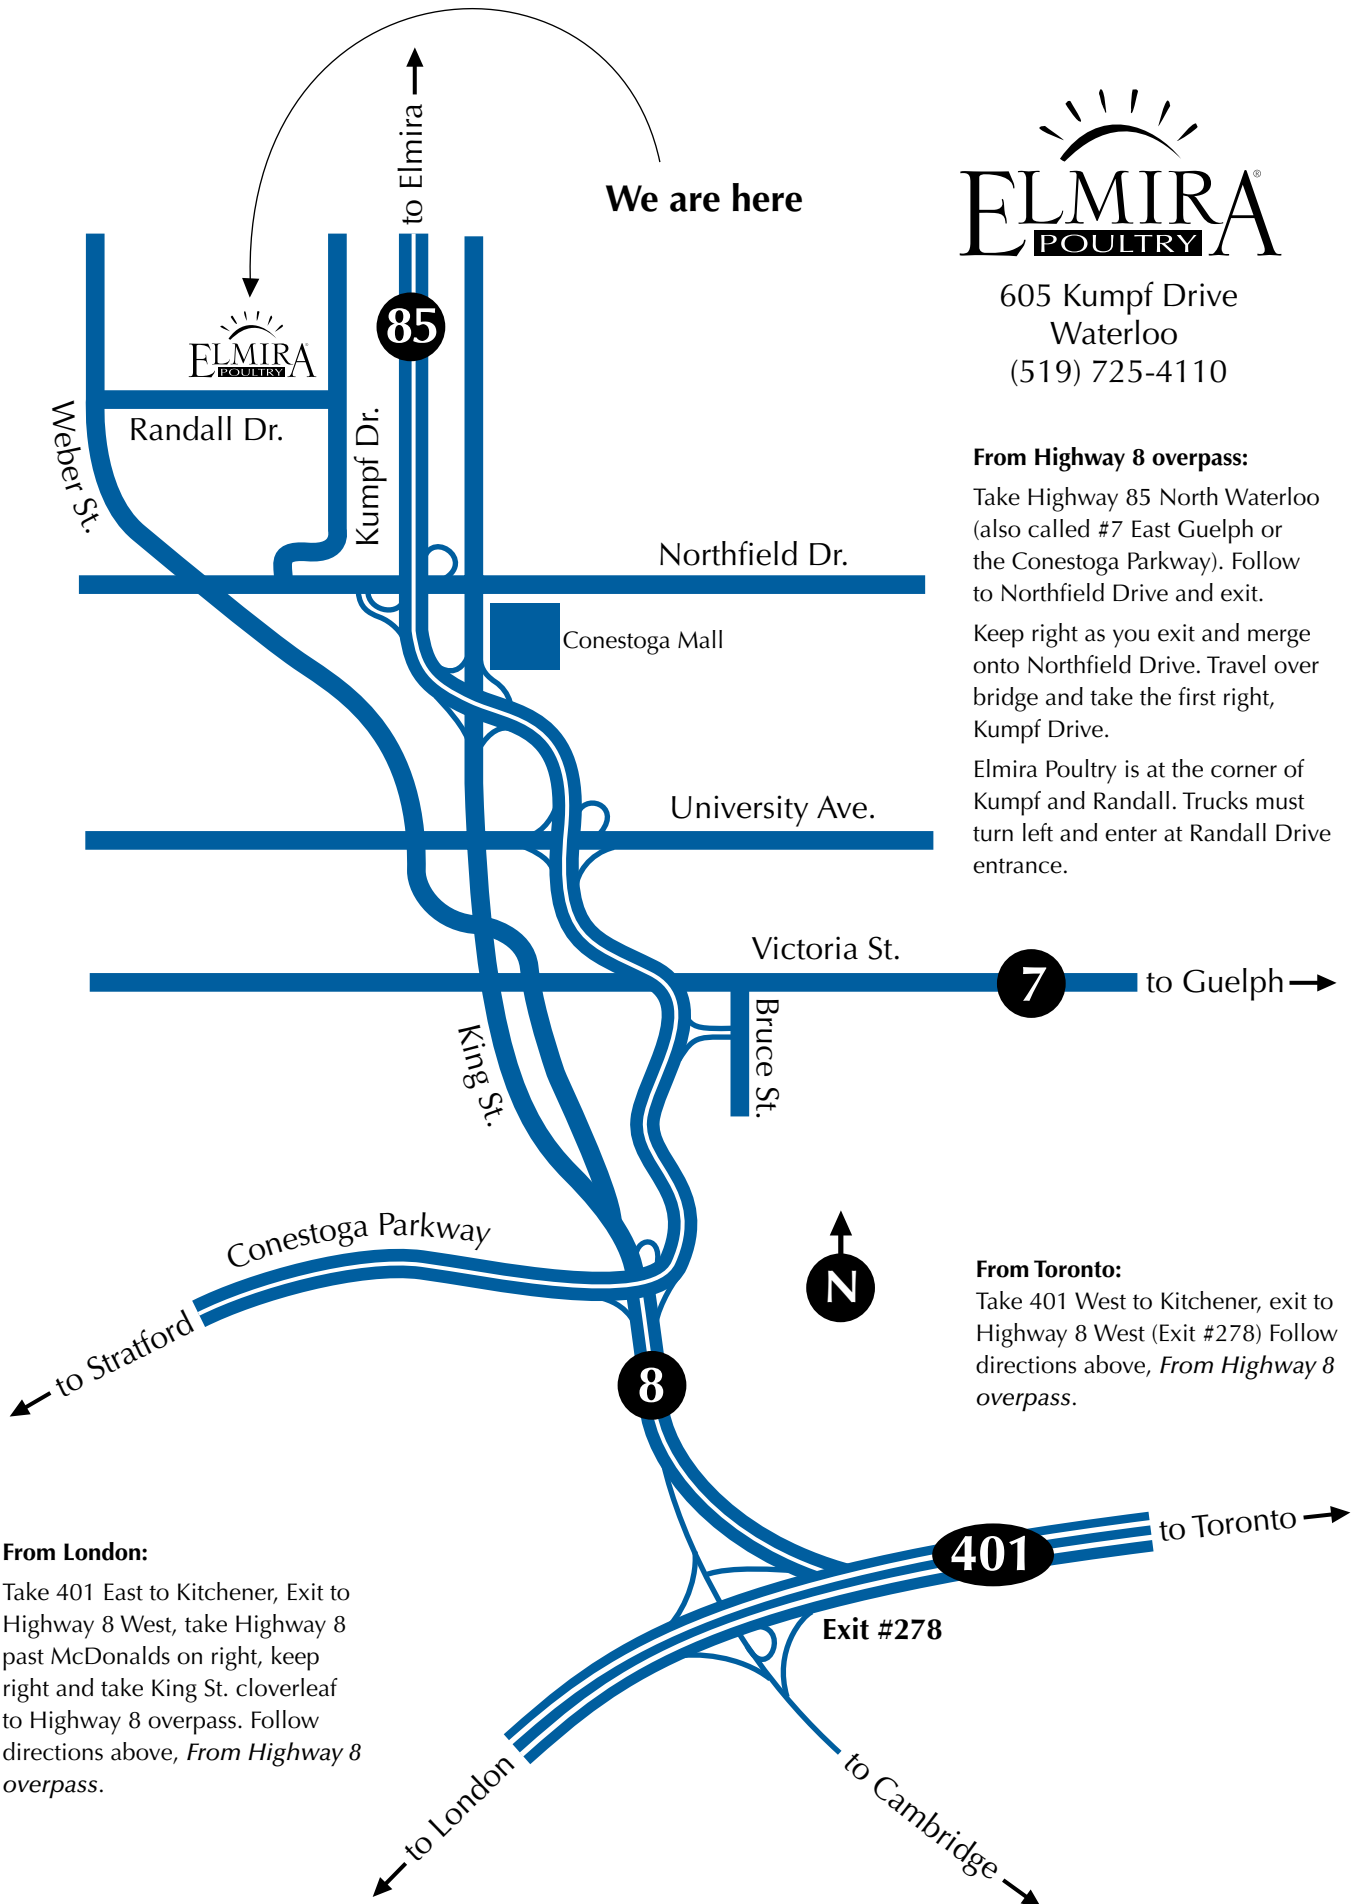 to Elmira
We are here
ELMIRA®
POULTRY
605 Kumpf Drive
Waterloo
(519) 725-4110
85
ELMIRA
POULTRY
Randall Dr.
Weber St.
Kumpf Dr.
From Highway 8 overpass:
Take Highway 85 North Waterloo
(also called #7 East Guelph or
the Conestoga Parkway). Follow
to Northfield Drive and exit.
Keep right as you exit and merge
onto Northfield Drive. Travel over
bridge and take the first right,
Kumpf Drive.
Elmira Poultry is at the corner of
Kumpf and Randall. Trucks must
turn left and enter at Randall Drive
entrance.
Northfield Dr.
Conestoga Mall
University Ave.
Victoria St.
7
to Guelph
Bruce St.
King St.
Conestoga Parkway
to Stratford
N
From Toronto:
Take 401 West to Kitchener, exit to
Highway 8 West (Exit #278) Follow
directions above, From Highway 8
overpass.
8
401
to Toronto
Exit #278
From London:
Take 401 East to Kitchener, Exit to
Highway 8 West, take Highway 8
past McDonalds on right, keep
right and take King St. cloverleaf
to Highway 8 overpass. Follow
directions above, From Highway 8
overpass.
to London
to Cambridge